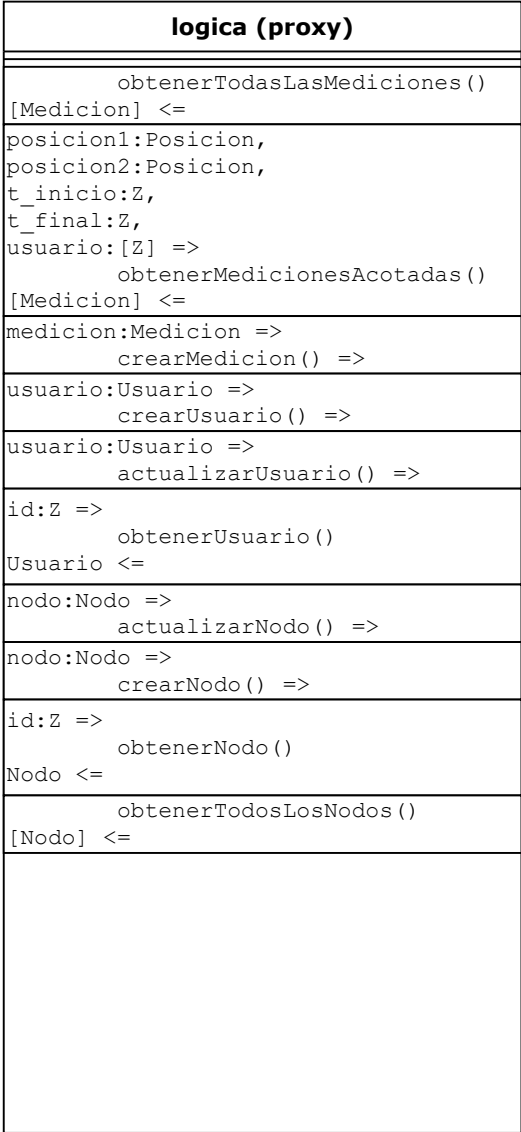 logica (proxy)
obtenerTodasLasMediciones()
[Medicion] <=
posicion1:Posicion,
posicion2:Posicion,
t_inicio:Z,
t_final:Z,
usuario:[Z] =>
obtenerMedicionesAcotadas()
[Medicion] <=
medicion:Medicion =>
crearMedicion() =>
usuario:Usuario =>
crearUsuario() =>
usuario:Usuario =>
actualizarUsuario() =>
id:Z =>
obtenerUsuario()
Usuario <=
nodo:Nodo =>
actualizarNodo() =>
nodo:Nodo =>
crearNodo() =>
id:Z =>
obtenerNodo()
Nodo <=
obtenerTodosLosNodos()
[Nodo] <=